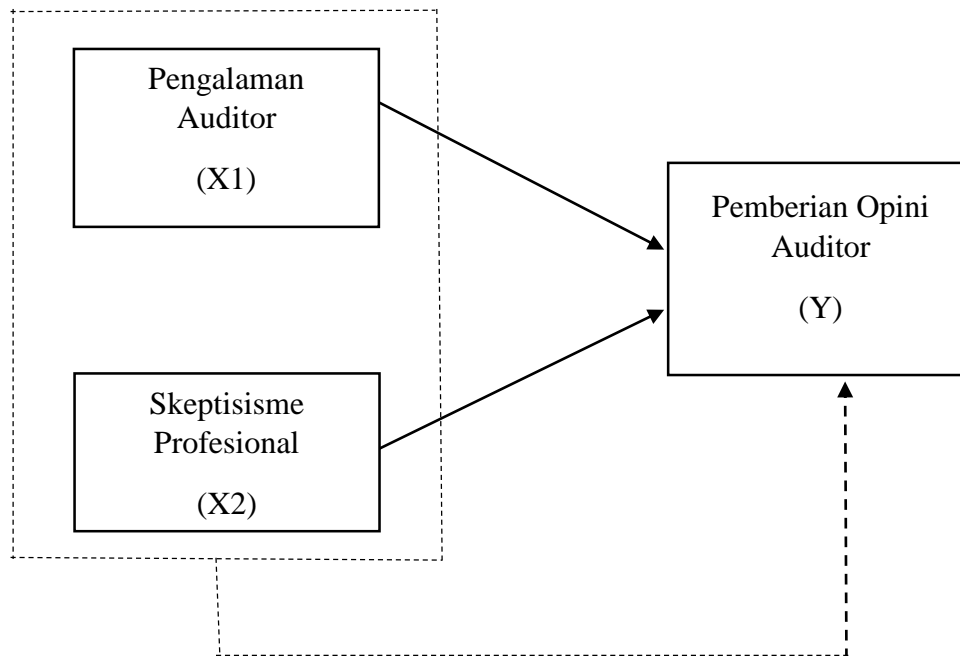 Pengalaman
Auditor
(X1)
Pemberian Opini
Auditor
(Y)
Skeptisisme
Profesional
(X2)